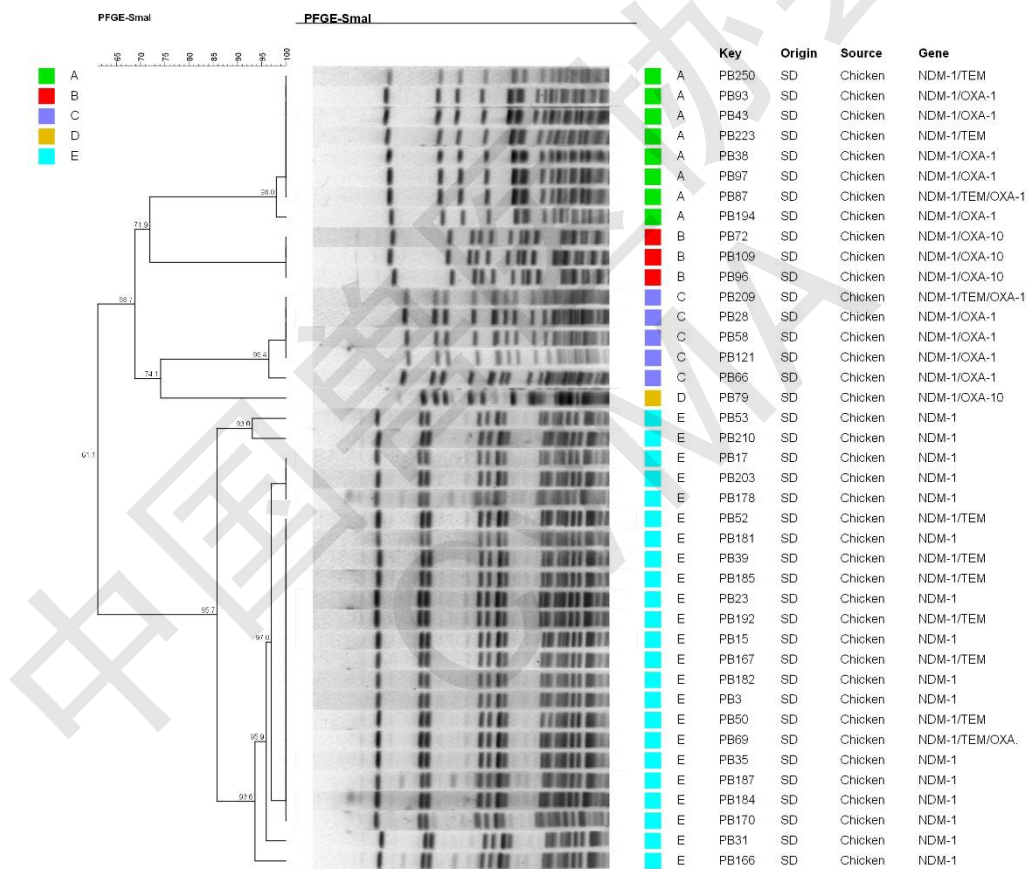 PFGE-SmaI
PFGE-SmaI
65 70 75 80 85 90 95 100
A
B
C
D
E
Key Origin Source Gene
A PB250 SD Chicken NDM-1/TEM
A PB93 SD Chicken NDM-1/OXA-1
A PB43 SD Chicken NDM-1/OXA-1
A PB223 SD Chicken NDM-1/TEM
A PB38 SD Chicken NDM-1/OXA-1
A PB97 SD Chicken NDM-1/OXA-1
A PB87 SD Chicken NDM-1/TEM/OXA-1
A PB194 SD Chicken NDM-1/OXA-1
B PB72 SD Chicken NDM-1/OXA-10
B PB109 SD Chicken NDM-1/OXA-10
B PB96 SD Chicken NDM-1/OXA-10
C PB209 SD Chicken NDM-1/TEM/OXA-1
C PB28 SD Chicken NDM-1/OXA-1
C PB58 SD Chicken NDM-1/OXA-1
C PB121 SD Chicken NDM-1/OXA-1
C PB66 SD Chicken NDM-1/OXA-1
D PB79 SD Chicken NDM-1/OXA-10
E PB53 SD Chicken NDM-1
E PB210 SD Chicken NDM-1
E PB17 SD Chicken NDM-1
E PB203 SD Chicken NDM-1
E PB178 SD Chicken NDM-1
E PB52 SD Chicken NDM-1/TEM
E PB181 SD Chicken NDM-1
E PB39 SD Chicken NDM-1/TEM
E PB185 SD Chicken NDM-1/TEM
E PB23 SD Chicken NDM-1
E PB192 SD Chicken NDM-1/TEM
E PB15 SD Chicken NDM-1
E PB167 SD Chicken NDM-1/TEM
E PB182 SD Chicken NDM-1
E PB3 SD Chicken NDM-1
E PB50 SD Chicken NDM-1/TEM
E PB69 SD Chicken NDM-1/TEM/OXA.
E PB35 SD Chicken NDM-1
E PB187 SD Chicken NDM-1
E PB184 SD Chicken NDM-1
E PB170 SD Chicken NDM-1
E PB31 SD Chicken NDM-1
E PB166 SD Chicken NDM-1
98.0
71.9
68.7
96.4
74.1
61.1
85.7
97.0
95.9
93.6
中国兽医协
CVMA